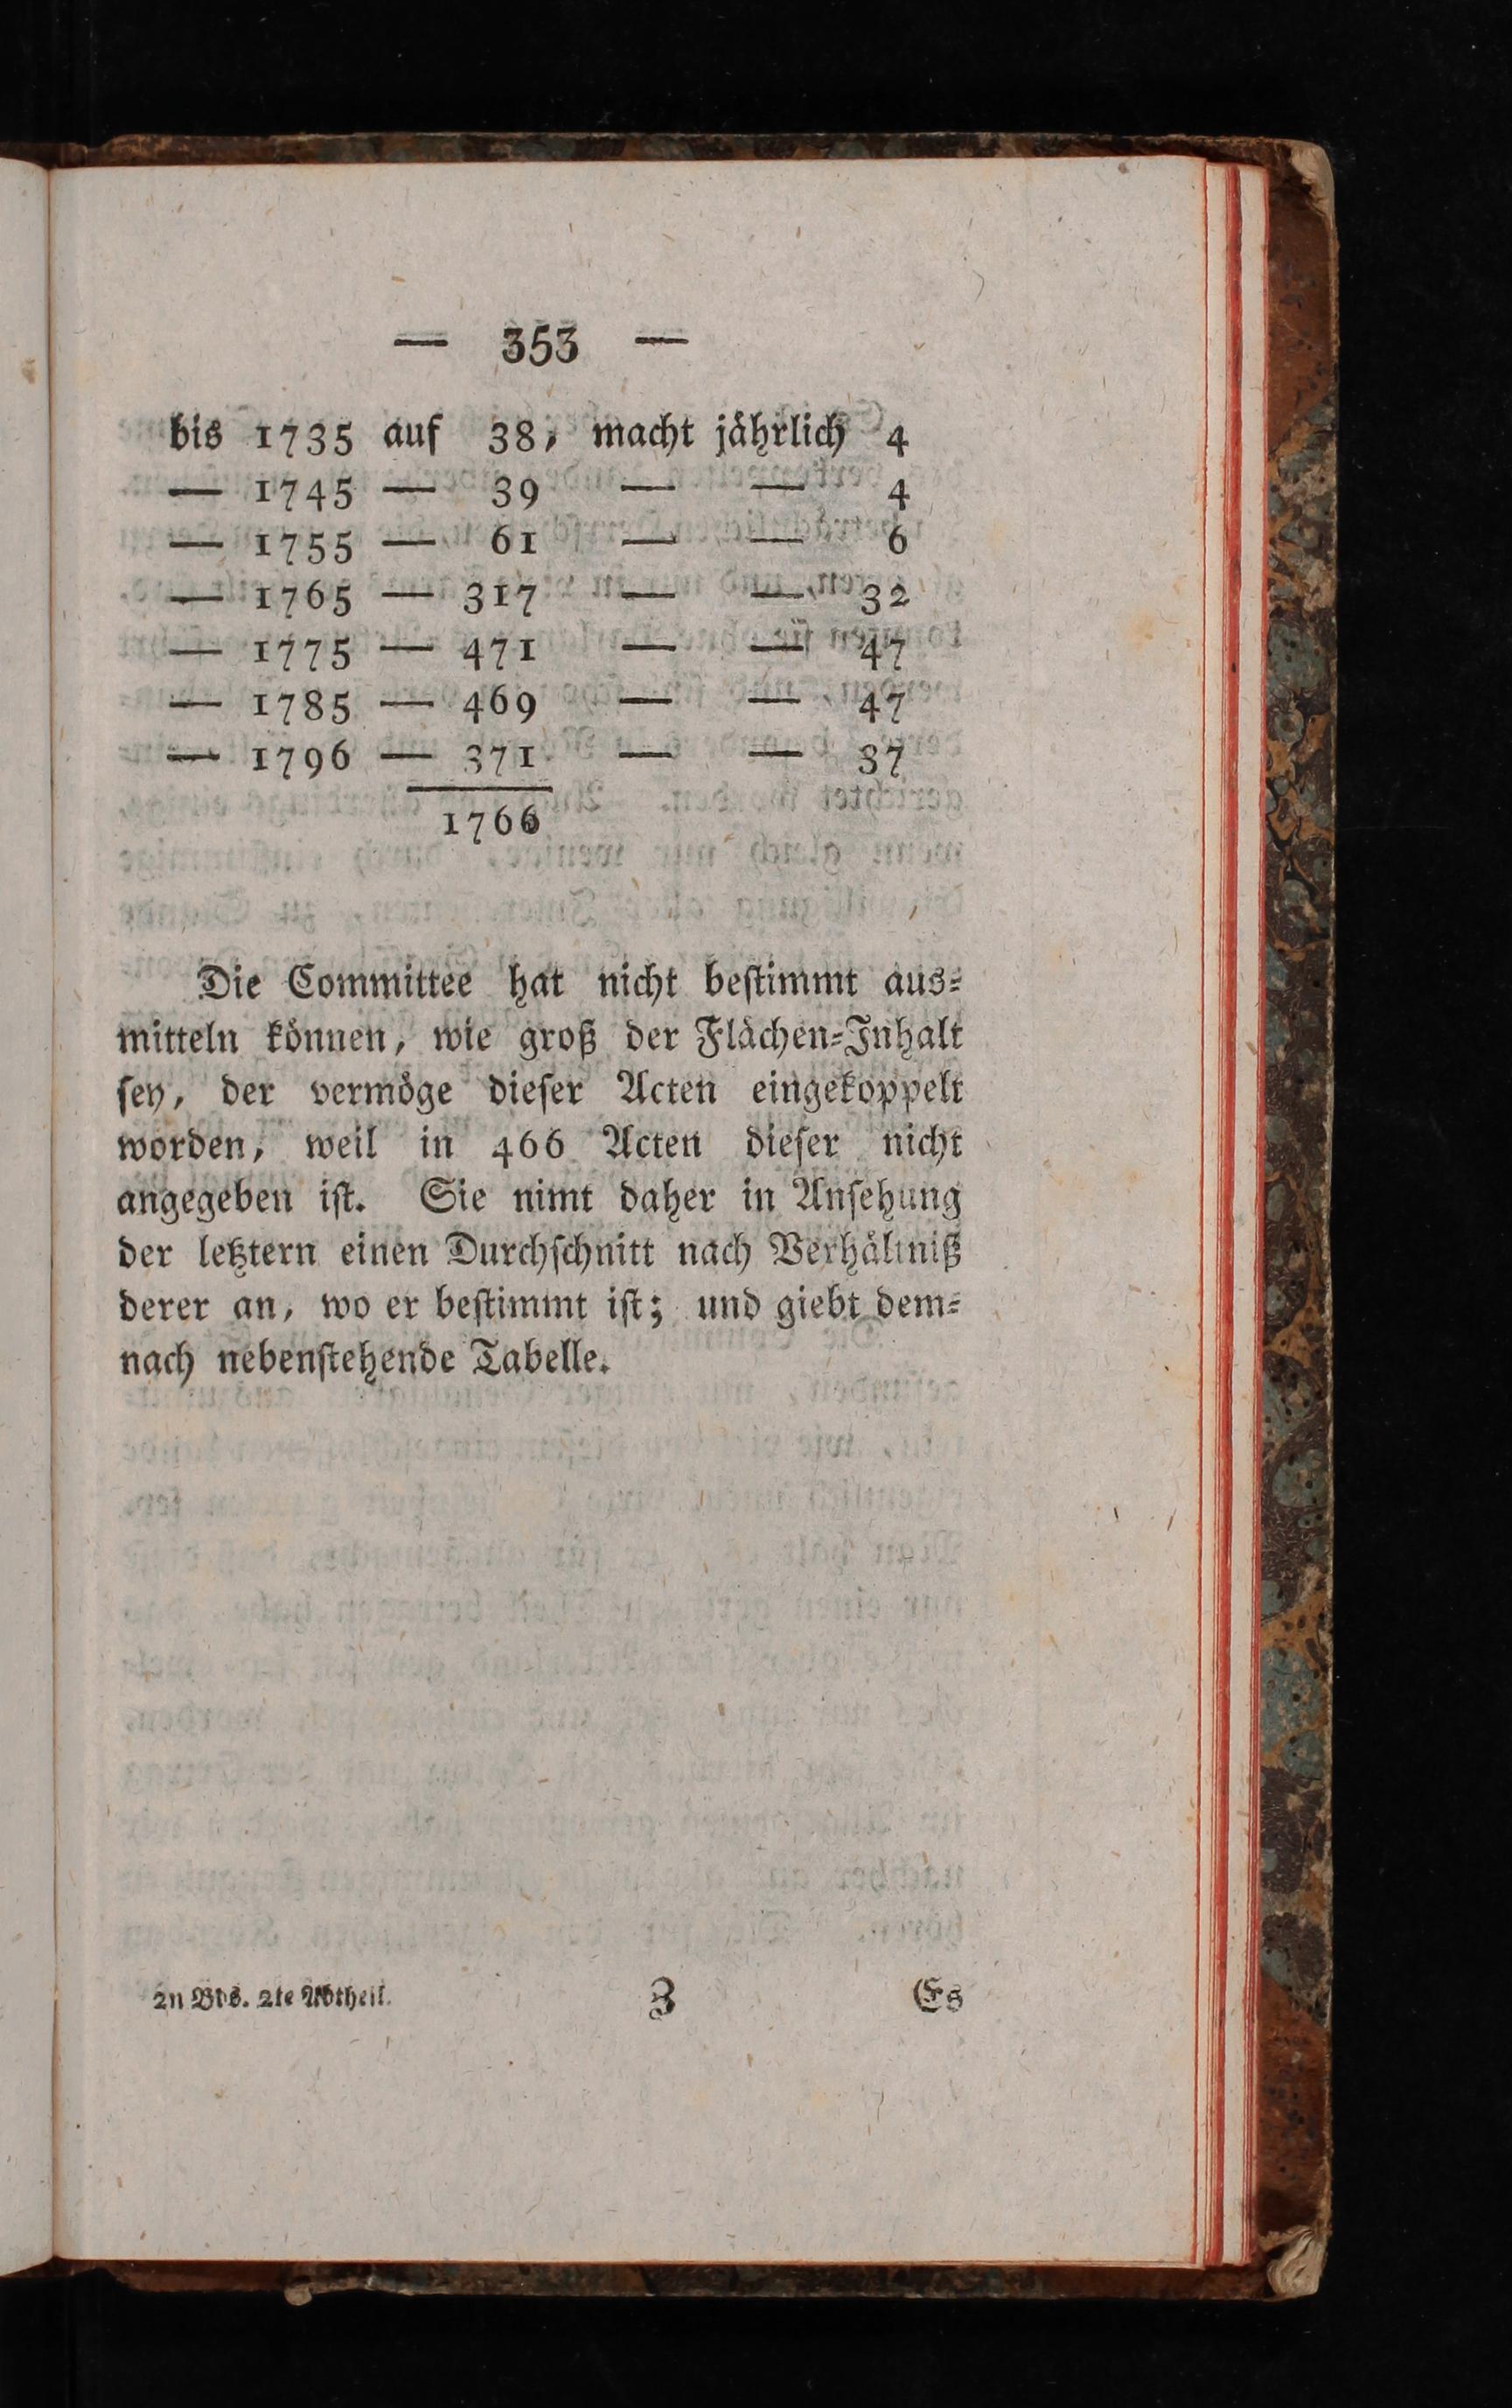 — 353 —
bis 1735 auf 38, macht jährlich 4
— 1745 — 39 — — 4
— 1755 — 61 — — 6
— 1765 — 317 — — 32
— 1775 — 471 — — 47
— 1785 — 469 — — 47
— 1796 — 371 — — 37
1766
Die Committee hat nicht beſtimmt aus-
mitteln können, wie groß der Flächen-Inhalt
ſey, der vermöge dieſer Acten eingekoppelt
worden, weil in 466 Acten dieſer nicht
angegeben iſt. Sie nimt daher in Anſehung
der letztern einen Durchſchnitt nach Verhältniß
derer an, wo er beſtimmt iſt; und giebt dem-
nach nebenſtehende Tabelle.
2n Bds. 2te Abtheil. Z Es